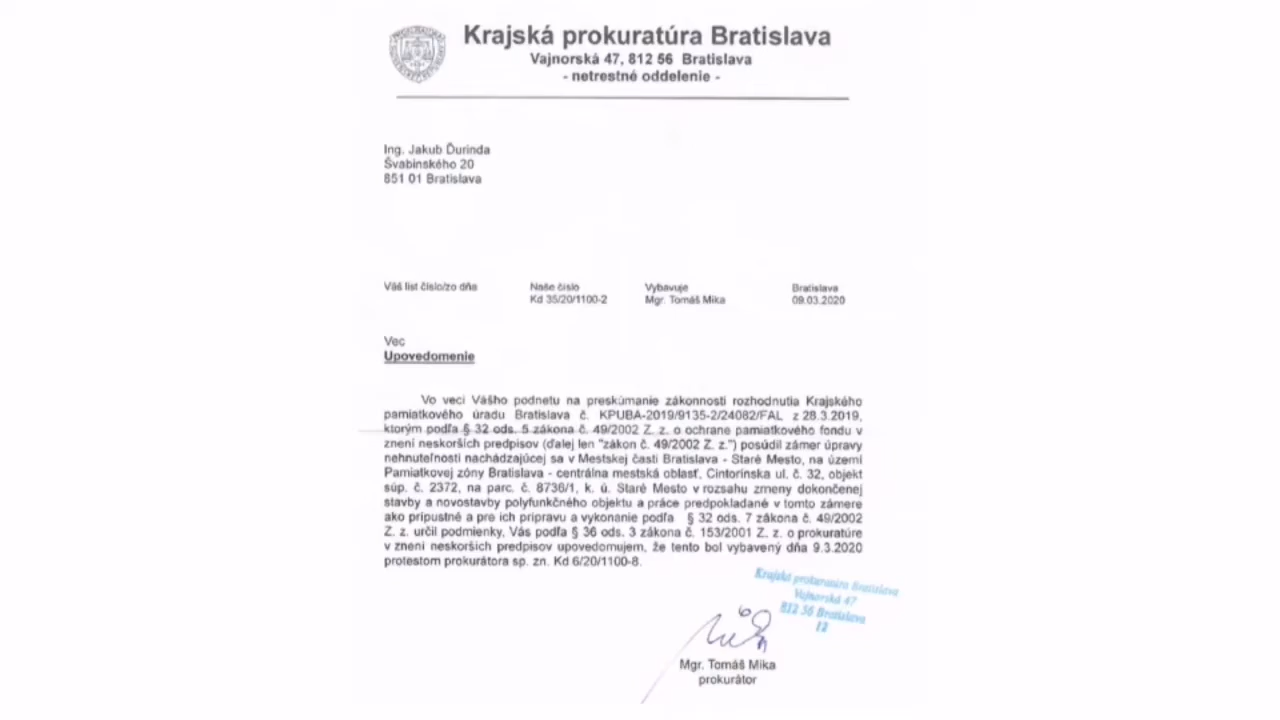 Krajská prokuratúra Bratislava
Vajnorská 47, 812 56 Bratislava
- netrestné oddelenie -
Ing. Jakub Ďurinda
Švabinského 20
851 01 Bratislava
Váš list číslo/zo dňa
Naše číslo
Vybavuje
Bratislava
Kd 35/20/1100-2
Mgr. Tomáš Mika
09.03.2020
Vec
Upovedomenie
Vo veci Vášho podnetu na preskúmanie zákonnosti rozhodnutia Krajského
pamiatkového úradu Bratislava č. KPUBA-2019/9135-2/24082/FAL z 28.3.2019,
ktorým podľa § 32 ods. 5 zákona č. 49/2002 Z. z. o ochrane pamiatkového fondu v
znení neskorších predpisov (ďalej len "zákon č. 49/2002 Z. z.") posúdil zámer úpravy
nehnuteľnosti nachádzajúcej sa v Mestskej časti Bratislava - Staré Mesto, na území
Pamiatkovej zóny Bratislava - centrálna mestská oblasť, Cintorínska ul. č. 32, objekt
súp. č. 2372, na parc. č. 8736/1, k. ú. Staré Mesto v rozsahu zmeny dokončenej
stavby a novostavby polyfunkčného objektu a práce predpokladané v tomto zámere
ako prípustné a pre ich prípravu a vykonanie podľa § 32 ods. 7 zákona č. 49/2002
Z. z. určil podmienky, Vás podľa § 36 ods. 3 zákona č. 153/2001 Z. z. o prokuratúre
v znení neskorších predpisov upovedomujem, že tento bol vybavený dňa 9.3.2020
protestom prokurátora sp. zn. Kd 6/20/1100-8.
Krajská prokuratúra Bratislava
Vajnorská 47
812 56 Bratislava
12
Mgr. Tomáš Mika
prokurátor